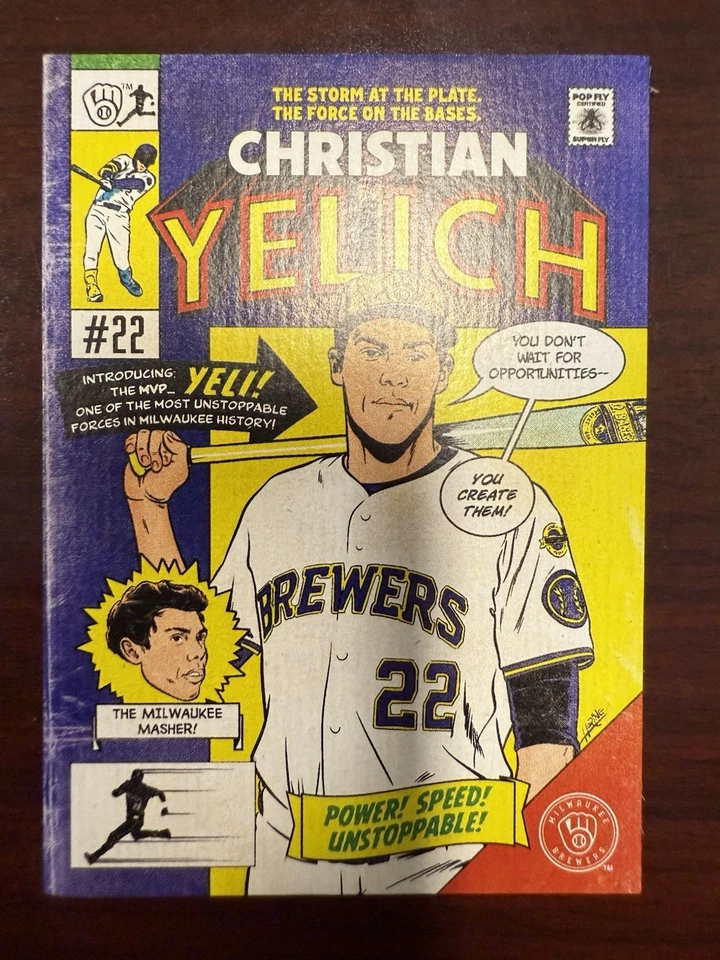 THE STORM AT THE PLATE.
THE FORCE ON THE BASES.
POP FLY
CERTIFIED
SUPER FLY
TM
CHRISTIAN
YELICH
#22
INTRODUCING:
THE MVP...
YELI!
ONE OF THE MOST UNSTOPPABLE
FORCES IN MILWAUKEE HISTORY!
YOU DON'T
WAIT FOR
OPPORTUNITIES--
YOU
CREATE
THEM!
BREWERS
22
THE MILWAUKEE
MASHER!
POWER! SPEED!
UNSTOPPABLE!
MILWAUKEE
BREWERS
TM